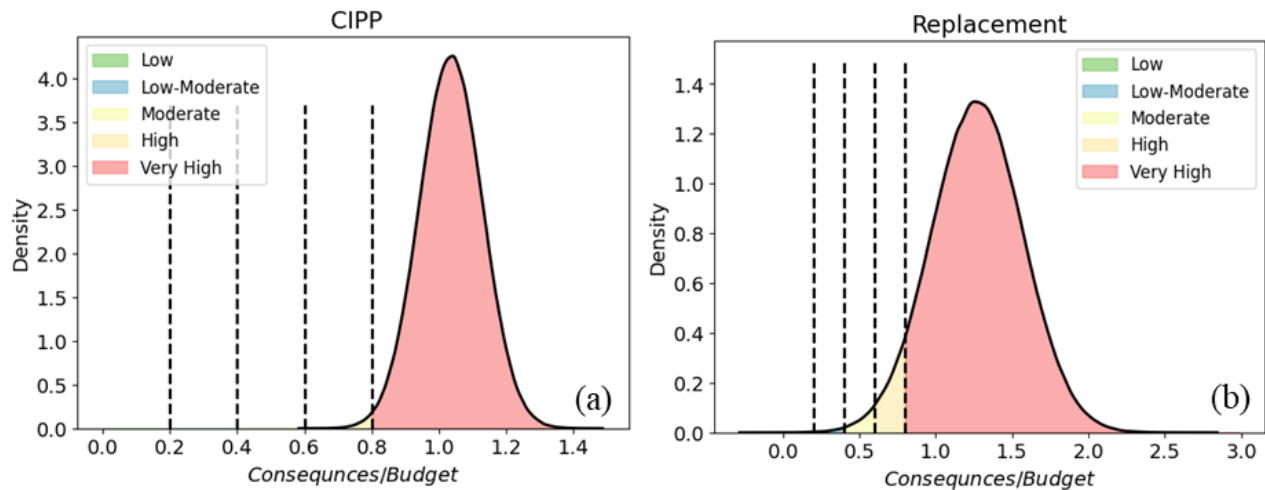 CIPP
Low
Low-Moderate
Moderate
High
Very High
4.0
3.5
3.0
2.5
2.0
1.5
1.0
0.5
0.0
Density
0.0 0.2 0.4 0.6 0.8 1.0 1.2 1.4
Consequnces/Budget
(a)
Replacement
Low
Low-Moderate
Moderate
High
Very High
1.4
1.2
1.0
0.8
0.6
0.4
0.2
0.0
Density
0.0 0.5 1.0 1.5 2.0 2.5 3.0
Consequnces/Budget
(b)